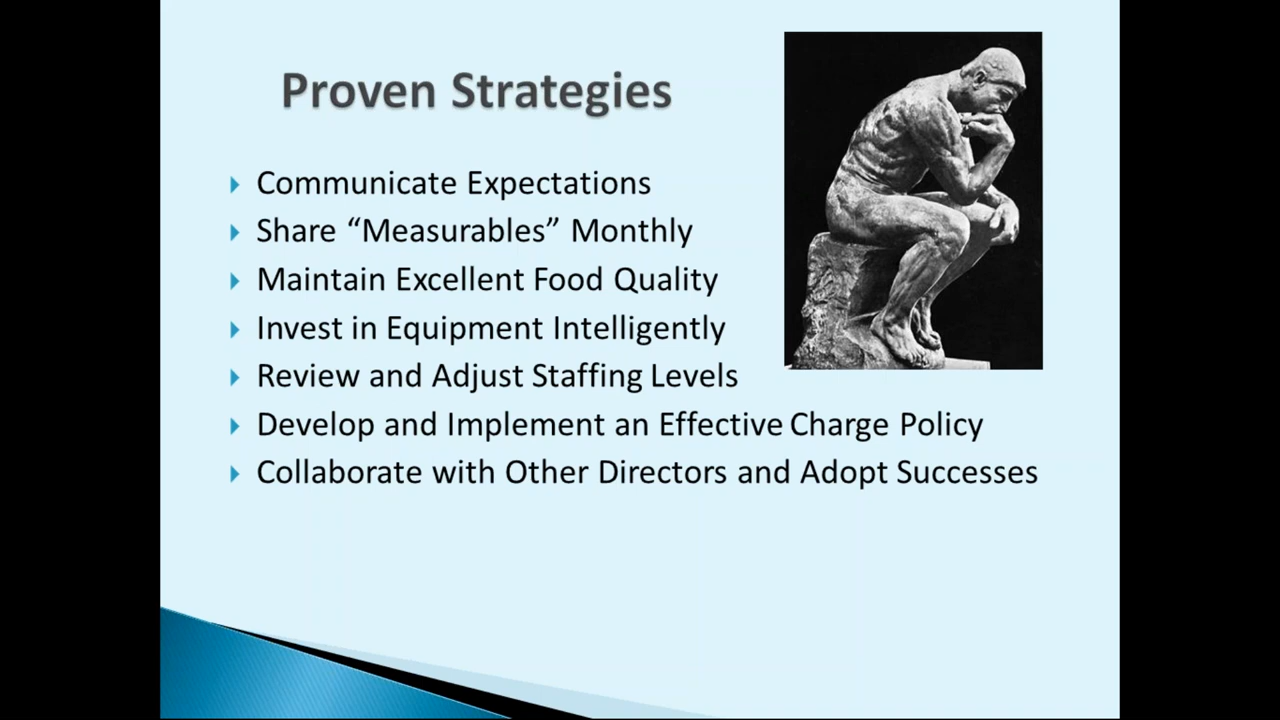 Proven Strategies
Communicate Expectations
Share “Measurables” Monthly
Maintain Excellent Food Quality
Invest in Equipment Intelligently
Review and Adjust Staffing Levels
Develop and Implement an Effective Charge Policy
Collaborate with Other Directors and Adopt Successes